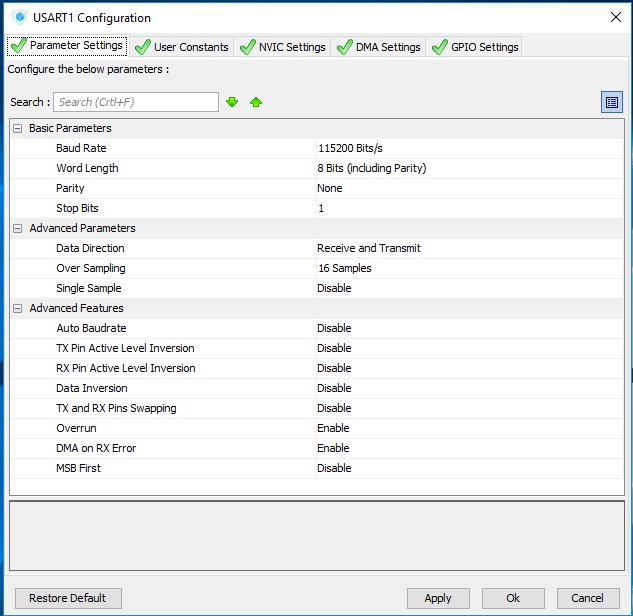 USART1 Configuration
Parameter Settings User Constants NVIC Settings DMA Settings GPIO Settings
Configure the below parameters :
Search : Search (Crtl+F)
Basic Parameters
Baud Rate 115200 Bits/s
Word Length 8 Bits (including Parity)
Parity None
Stop Bits 1
Advanced Parameters
Data Direction Receive and Transmit
Over Sampling 16 Samples
Single Sample Disable
Advanced Features
Auto Baudrate Disable
TX Pin Active Level Inversion Disable
RX Pin Active Level Inversion Disable
Data Inversion Disable
TX and RX Pins Swapping Disable
Overrun Enable
DMA on RX Error Enable
MSB First Disable
Restore Default Apply Ok Cancel